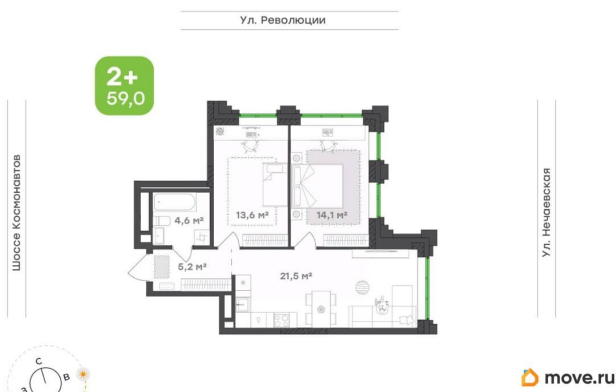 Ул. Революции
2+
59,0
Шоссе Космонавтов
Ул. Нечаевская
13,6 м²
14,1 м²
4,6 м²
5,2 м²
21,5 м²
С
В
З
move.ru